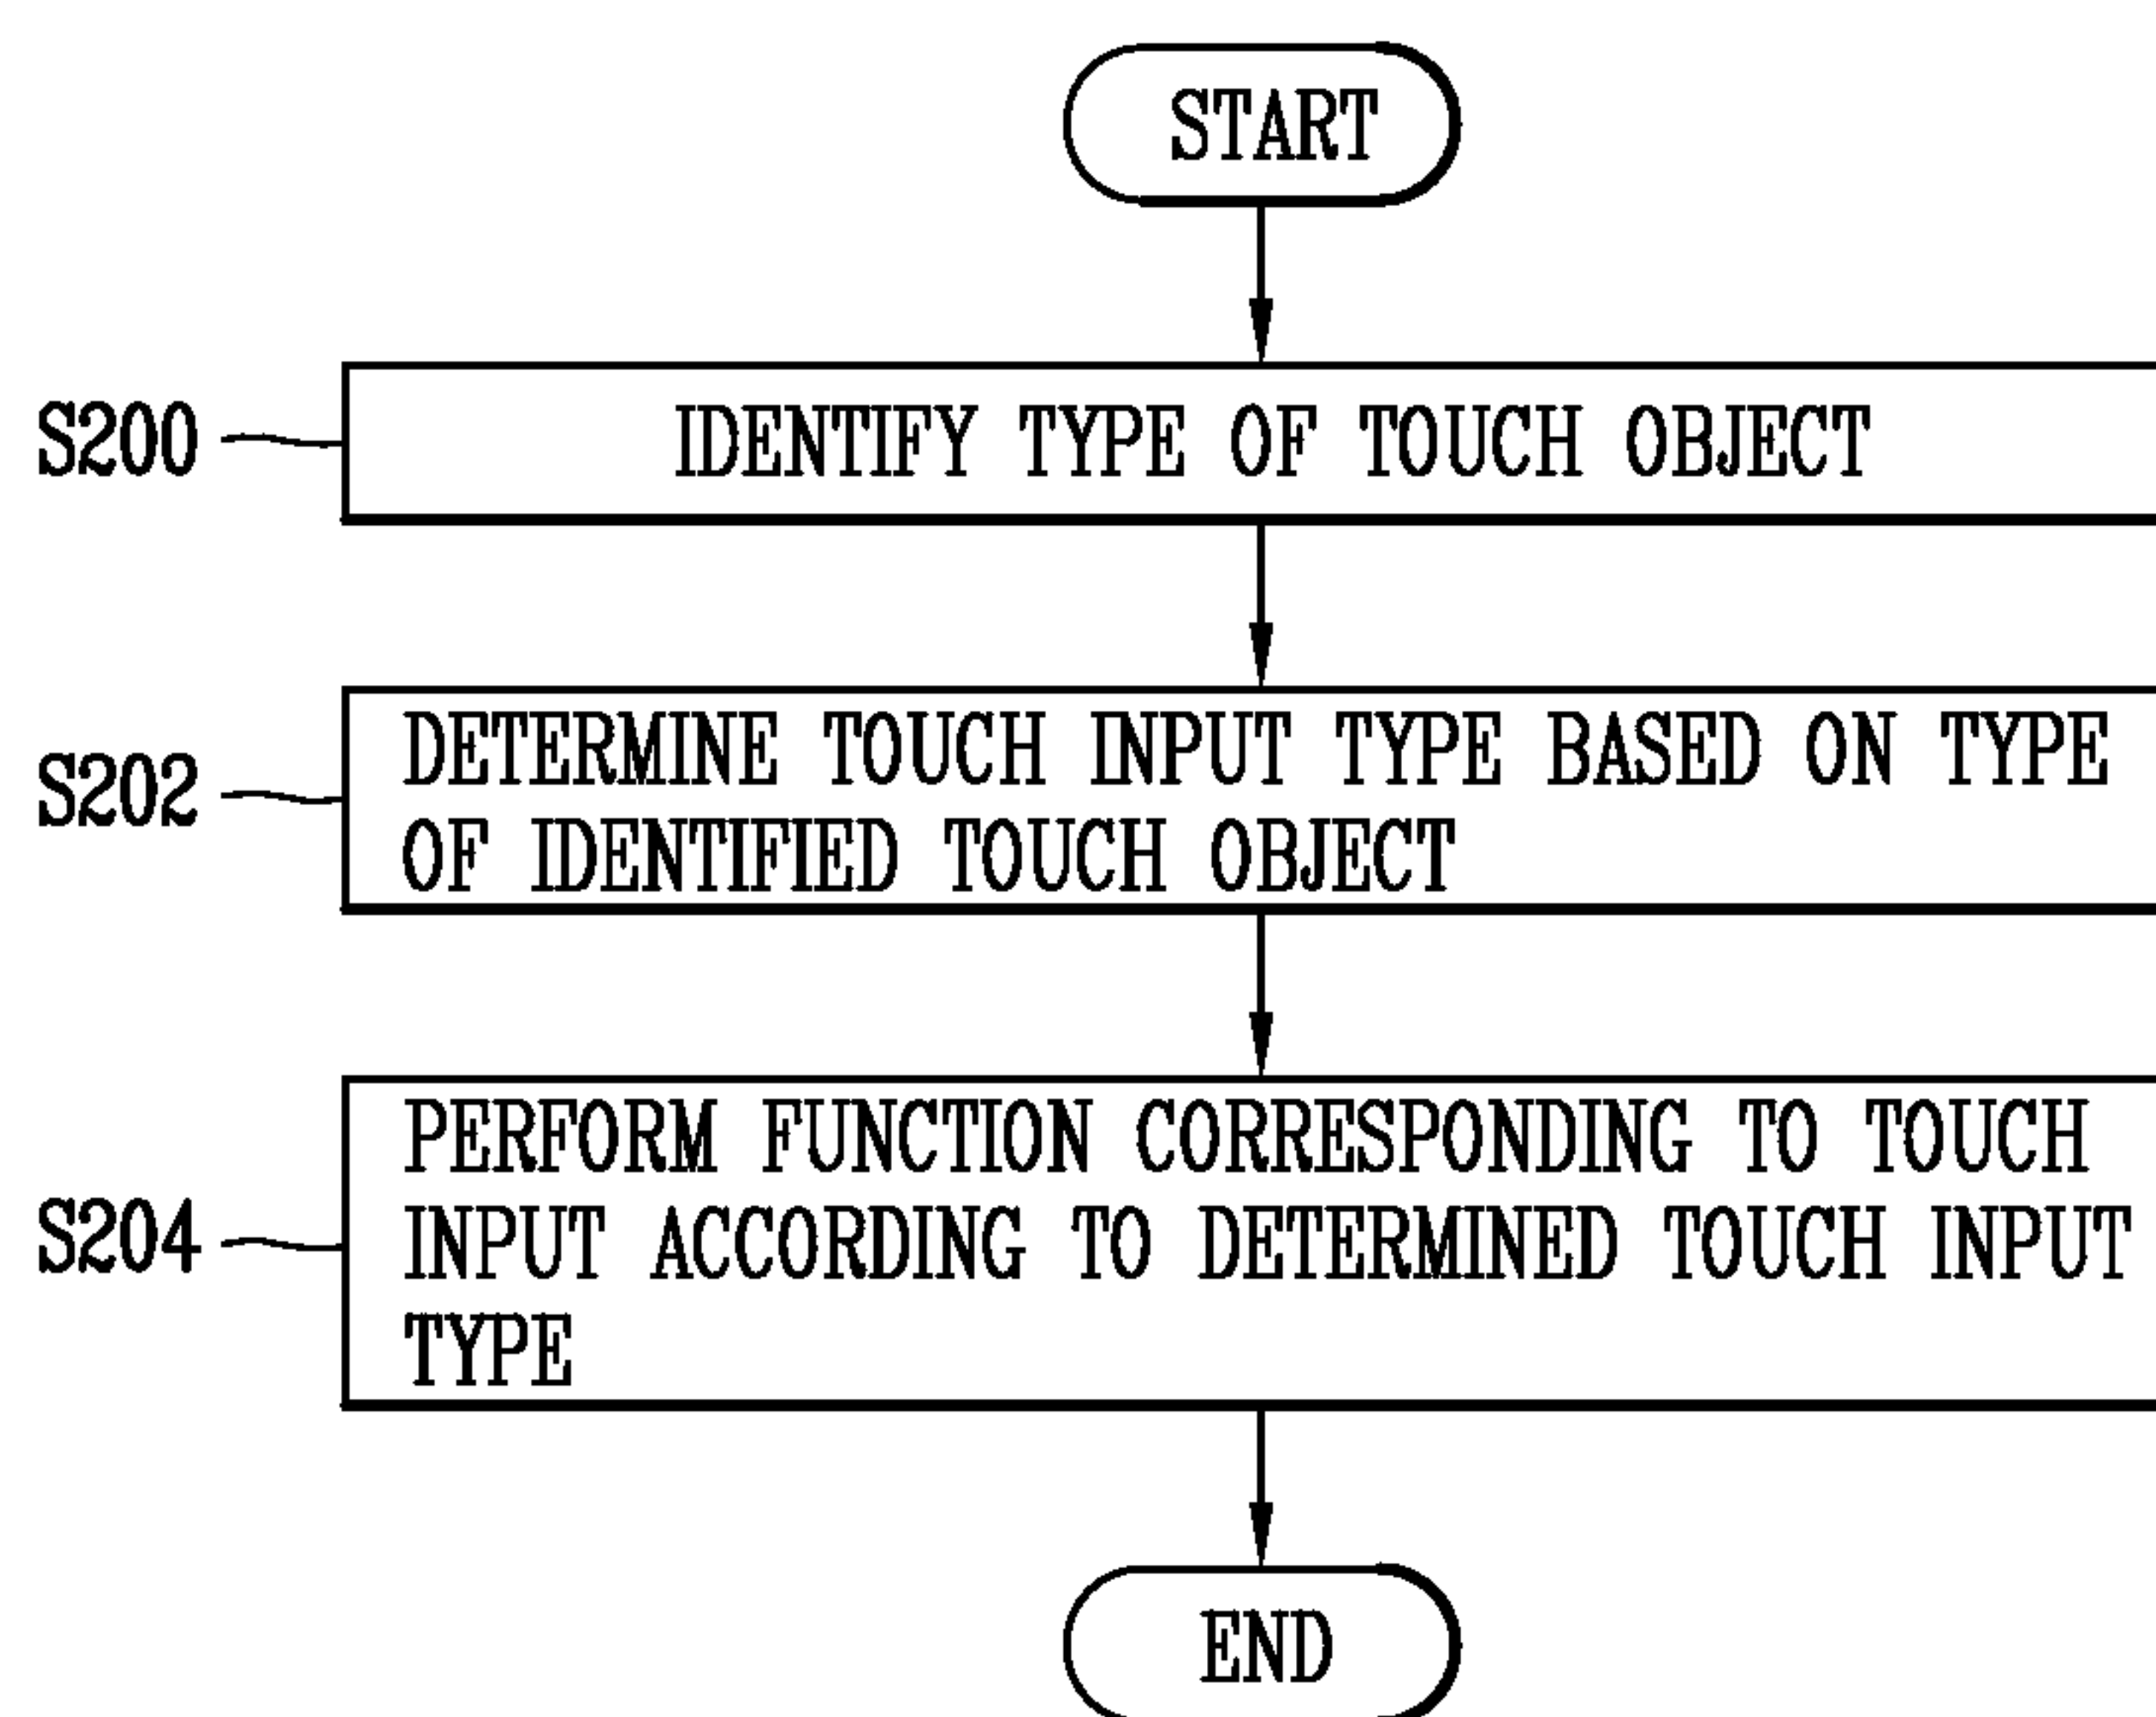 START
S200
IDENTIFY TYPE OF TOUCH OBJECT
S202
DETERMINE TOUCH INPUT TYPE BASED ON TYPE
OF IDENTIFIED TOUCH OBJECT
S204
PERFORM FUNCTION CORRESPONDING TO TOUCH
INPUT ACCORDING TO DETERMINED TOUCH INPUT
TYPE
END